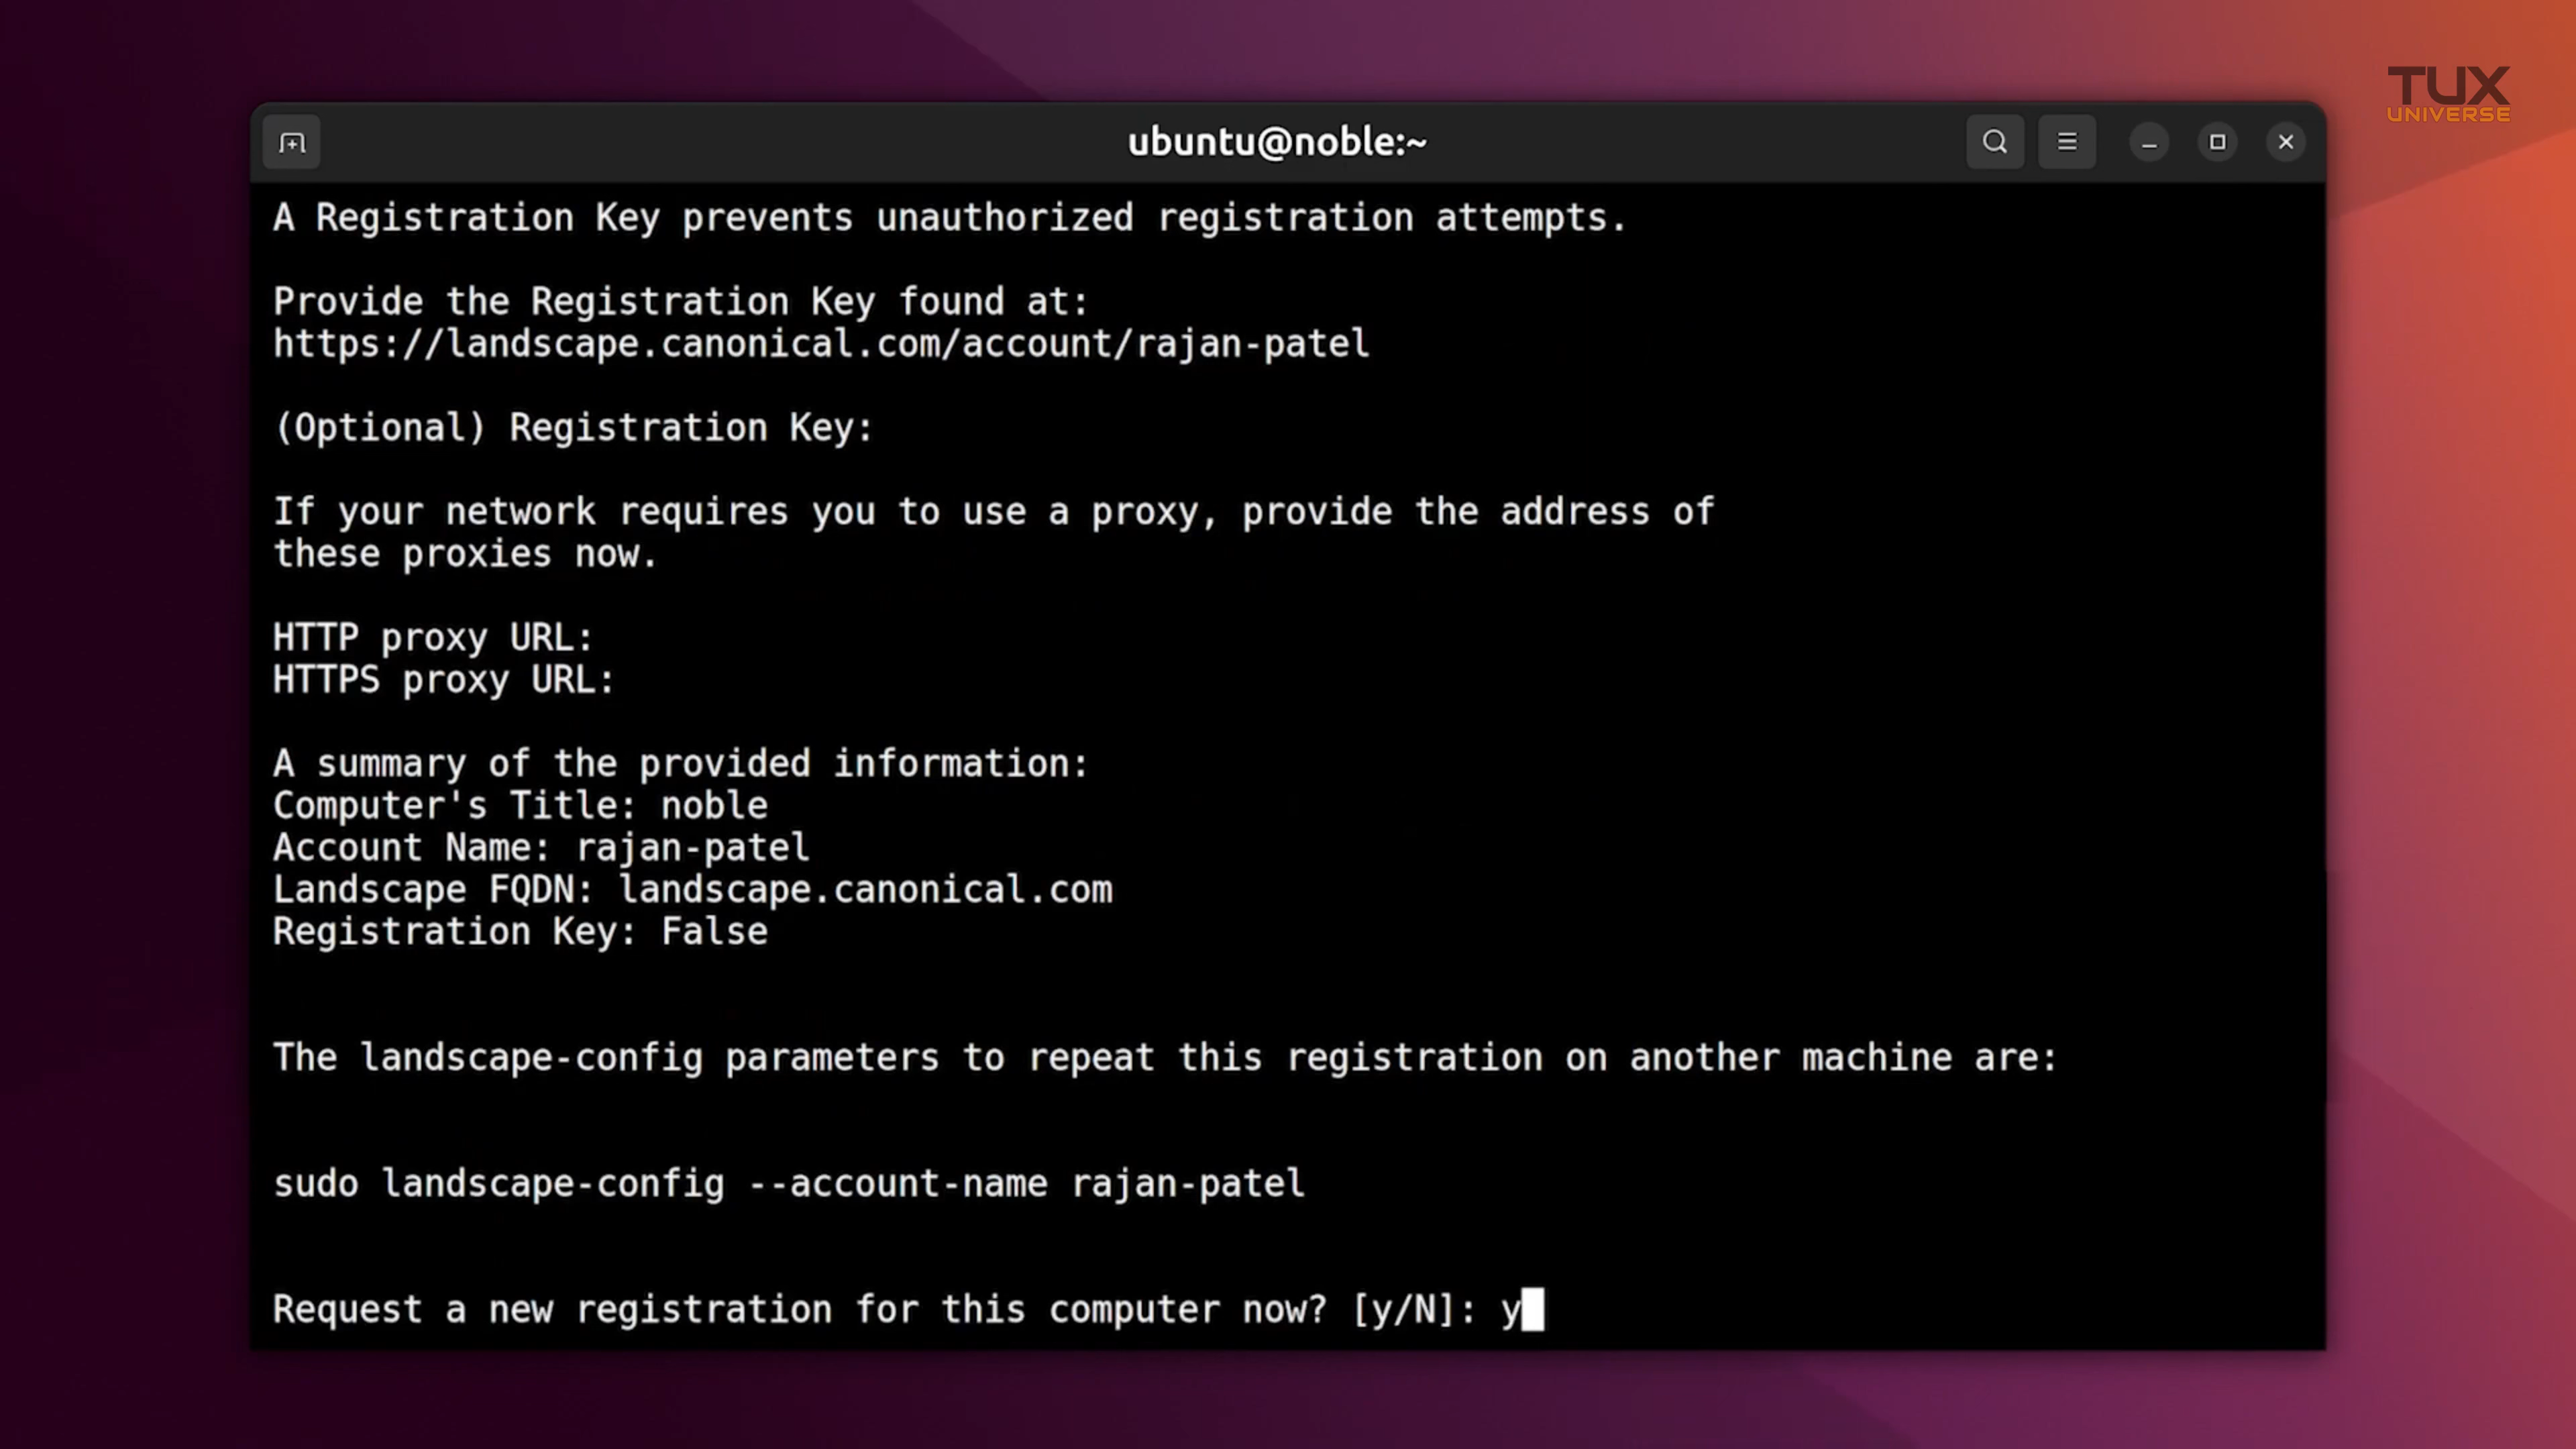 TUX
UNIVERSE
ubuntu@noble:~
A Registration Key prevents unauthorized registration attempts.
Provide the Registration Key found at:
https://landscape.canonical.com/account/rajan-patel
(Optional) Registration Key:
If your network requires you to use a proxy, provide the address of
these proxies now.
HTTP proxy URL:
HTTPS proxy URL:
A summary of the provided information:
Computer's Title: noble
Account Name: rajan-patel
Landscape FQDN: landscape.canonical.com
Registration Key: False
The landscape-config parameters to repeat this registration on another machine are:
sudo landscape-config --account-name rajan-patel
Request a new registration for this computer now? [y/N]: y